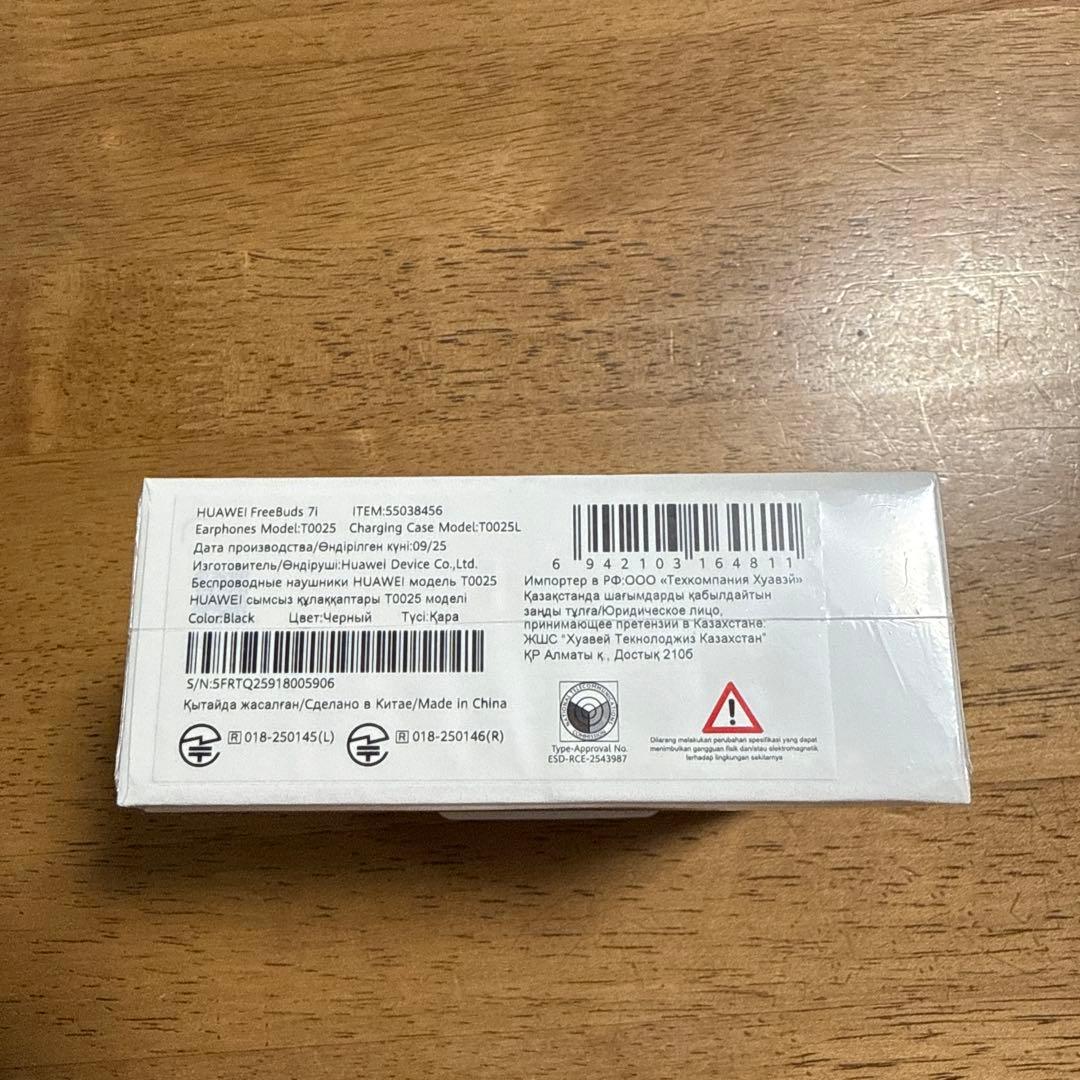 HUAWEI FreeBuds 7i ITEM:55038456
Earphones Model:T0025 Charging Case Model:T0025L
Дата производства/Өндірілген күні:09/25
Изготовитель/Өндіруші:Huawei Device Co.,Ltd.
Беспроводные наушники HUAWEI модель T0025
HUAWEI сымсыз құлаққаптары T0025 моделі
Color:Black Цвет:Черный Түсі:Қара
S/N:5FRTQ25918005906
Қытайда жасалған/Сделано в Китае/Made in China
R 018-250145(L) R 018-250146(R)
6 942103 164811
Импортер в РФ:ООО «Техкомпания Хуавэй»
Қазақстанда шағымдарды қабылдайтын
заңды тұлға/Юридическое лицо,
принимающее претензии в Казахстане:
ЖШС "Хуавей Текнолоджиз Казахстан"
ҚР Алматы қ., Достық 210б
NATIONAL TELECOMMUNICATIONS COMMISSION
Type-Approval No.
ESD-RCE-2543987
Dilarang melakukan perubahan spesifikasi yang dapat
menimbulkan gangguan fisik dan/atau elektromagnetik
terhadap lingkungan sekitarnya